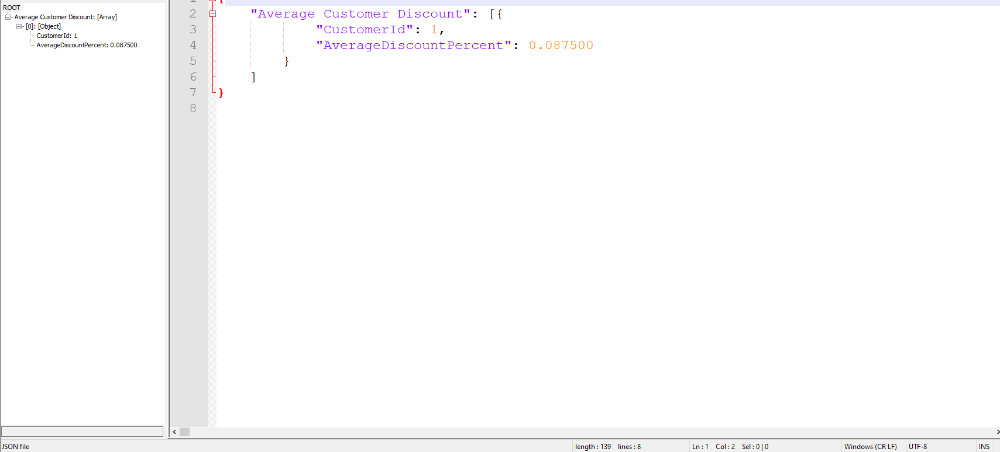 ROOT
Average Customer Discount: [Array]
[0]: [Object]
CustomerId: 1
AverageDiscountPercent: 0.087500
1 {
2 "Average Customer Discount": [{
3 "CustomerId": 1,
4 "AverageDiscountPercent": 0.087500
5 }
6 ]
7 }
8
JSON file length : 139 lines : 8 Ln : 1 Col : 2 Sel : 0 | 0 Windows (CR LF) UTF-8 INS